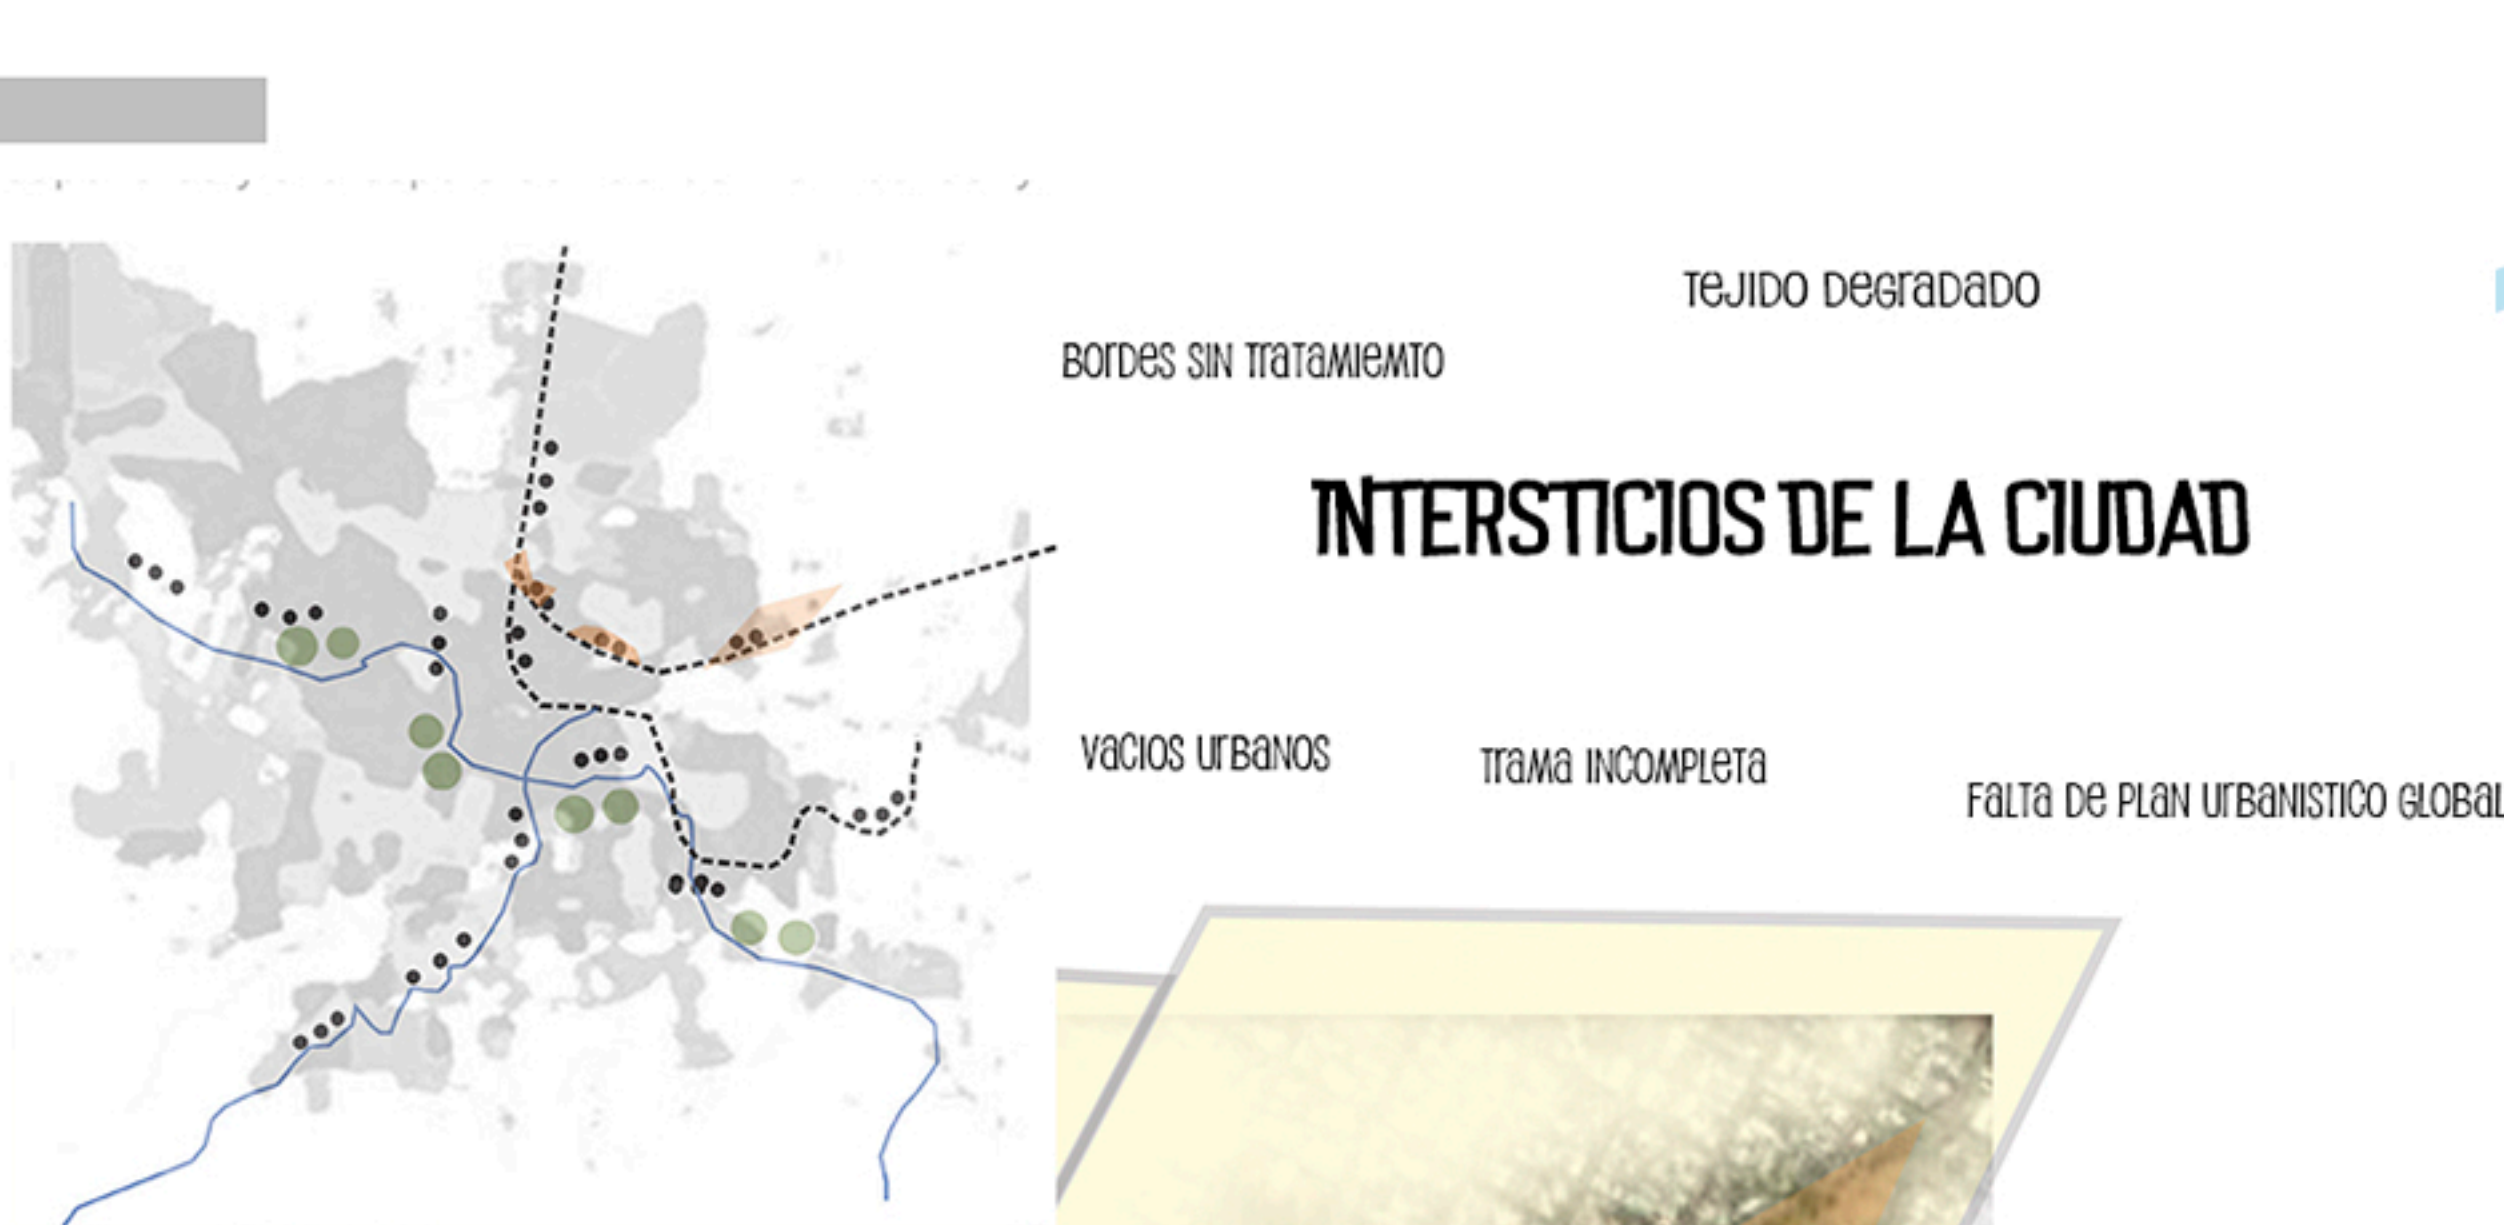 TEJIDO DEGRADADO
BORDES SIN TRATAMIEMTO
INTERSTICIOS DE LA CIUDAD
VACIOS URBANOS
TRAMA INCOMPLETA
FALTA DE PLAN URBANISTICO GLOBAL